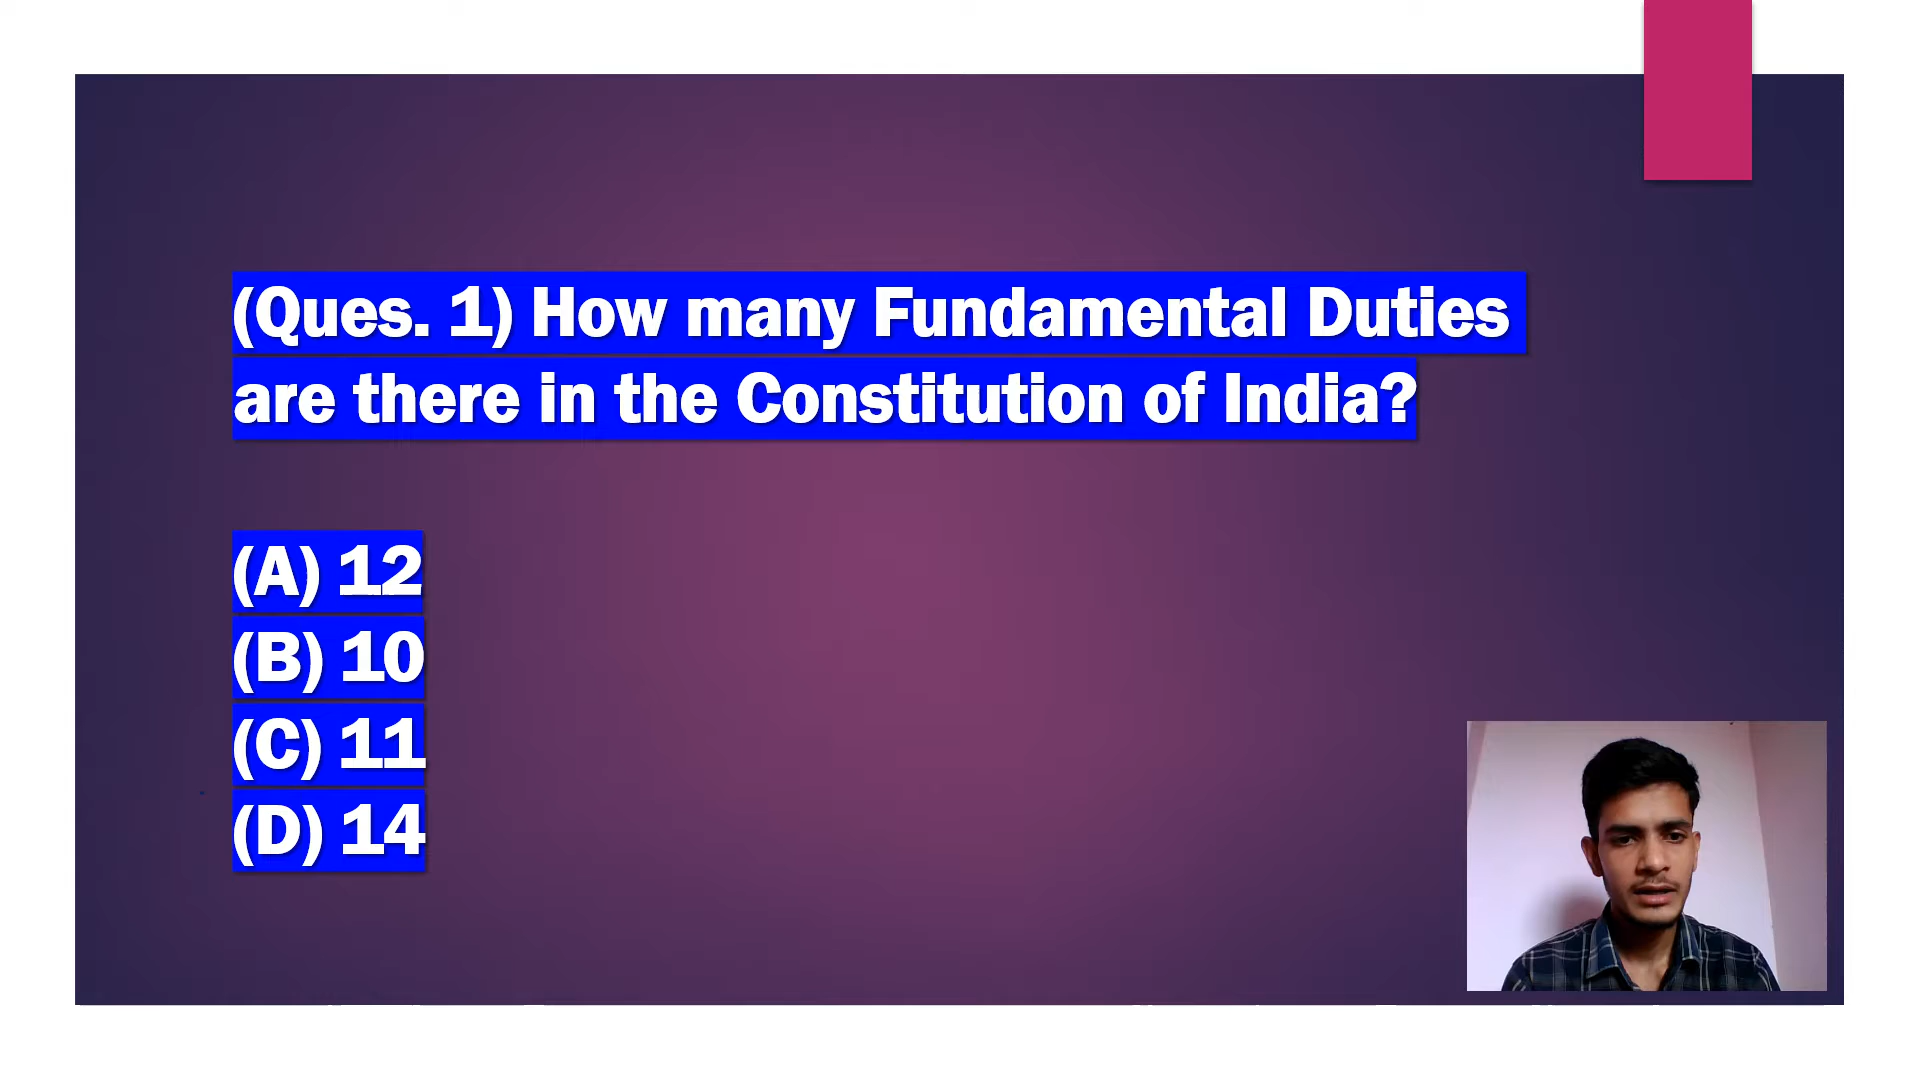 (Ques. 1) How many Fundamental Duties
are there in the Constitution of India?
(A) 12
(B) 10
(C) 11
(D) 14